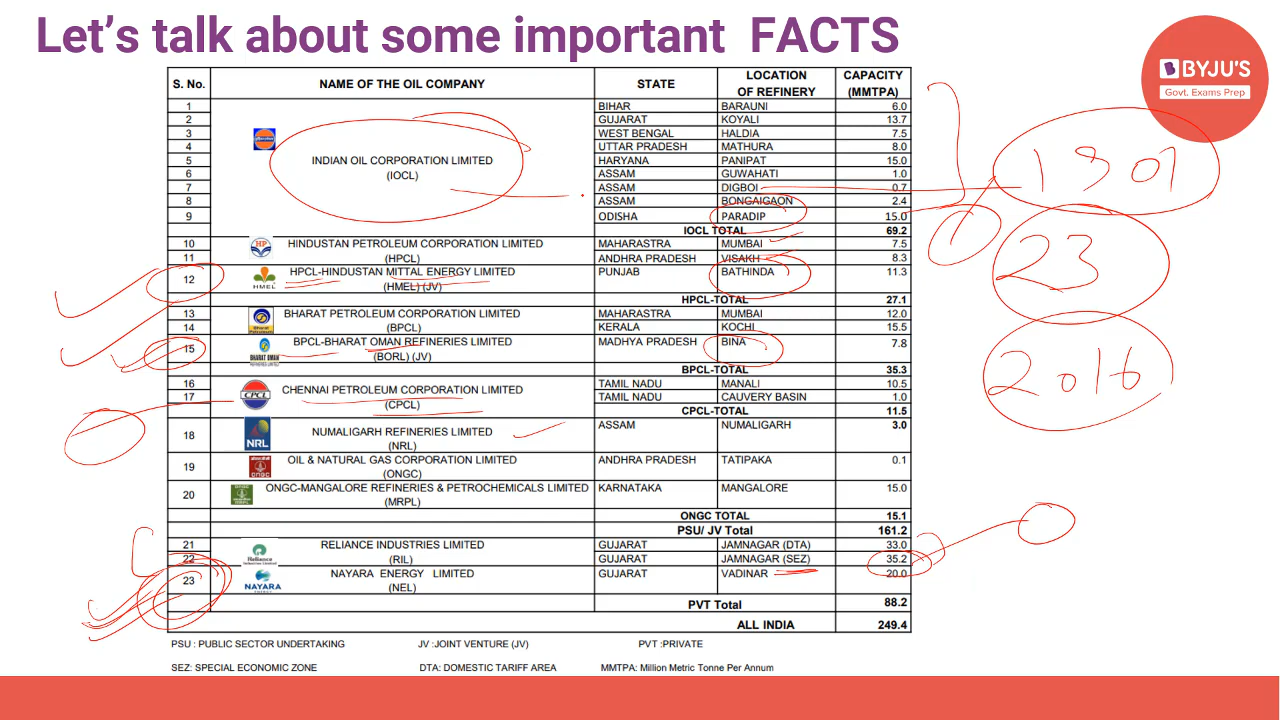 Let's talk about some important FACTS
BYJU'S
Govt. Exams Prep
S. No. NAME OF THE OIL COMPANY STATE LOCATION OF REFINERY CAPACITY (MMTPA)
INDIAN OIL CORPORATION LIMITED
(IOCL)
1 BIHAR BARAUNI 6.0
2 GUJARAT KOYALI 13.7
3 WEST BENGAL HALDIA 7.5
4 UTTAR PRADESH MATHURA 8.0
5 HARYANA PANIPAT 15.0
6 ASSAM GUWAHATI 1.0
7 ASSAM DIGBOI 0.7
8 ASSAM BONGAIGAON 2.4
9 ODISHA PARADIP 15.0
IOCL TOTAL 69.2
10 HP HINDUSTAN PETROLEUM CORPORATION LIMITED MAHARASTRA MUMBAI 7.5
11 (HPCL) ANDHRA PRADESH VISAKH 8.3
12 HMEL HPCL-HINDUSTAN MITTAL ENERGY LIMITED PUNJAB BATHINDA 11.3
(HMEL) (JV)
HPCL-TOTAL 27.1
13 BHARAT PETROLEUM CORPORATION LIMITED MAHARASTRA MUMBAI 12.0
14 (BPCL) KERALA KOCHI 15.5
15 BHARAT OMAN BPCL-BHARAT OMAN REFINERIES LIMITED MADHYA PRADESH BINA 7.8
(BORL) (JV)
BPCL-TOTAL 35.3
16 CPCL CHENNAI PETROLEUM CORPORATION LIMITED TAMIL NADU MANALI 10.5
17 (CPCL) TAMIL NADU CAUVERY BASIN 1.0
CPCL-TOTAL 11.5
18 NRL NUMALIGARH REFINERIES LIMITED ASSAM NUMALIGARH 3.0
(NRL)
19 OIL & NATURAL GAS CORPORATION LIMITED ANDHRA PRADESH TATIPAKA 0.1
(ONGC)
20 ONGC-MANGALORE REFINERIES & PETROCHEMICALS LIMITED KARNATAKA MANGALORE 15.0
(MRPL)
ONGC TOTAL 15.1
PSU/ JV Total 161.2
21 Reliance RELIANCE INDUSTRIES LIMITED GUJARAT JAMNAGAR (DTA) 33.0
22 (RIL) GUJARAT JAMNAGAR (SEZ) 35.2
23 NAYARA NAYARA ENERGY LIMITED GUJARAT VADINAR 20.0
(NEL)
PVT Total 88.2
ALL INDIA 249.4
PSU : PUBLIC SECTOR UNDERTAKING JV :JOINT VENTURE (JV) PVT :PRIVATE
SEZ: SPECIAL ECONOMIC ZONE DTA: DOMESTIC TARIFF AREA MMTPA: Million Metric Tonne Per Annum
1901
23
2016